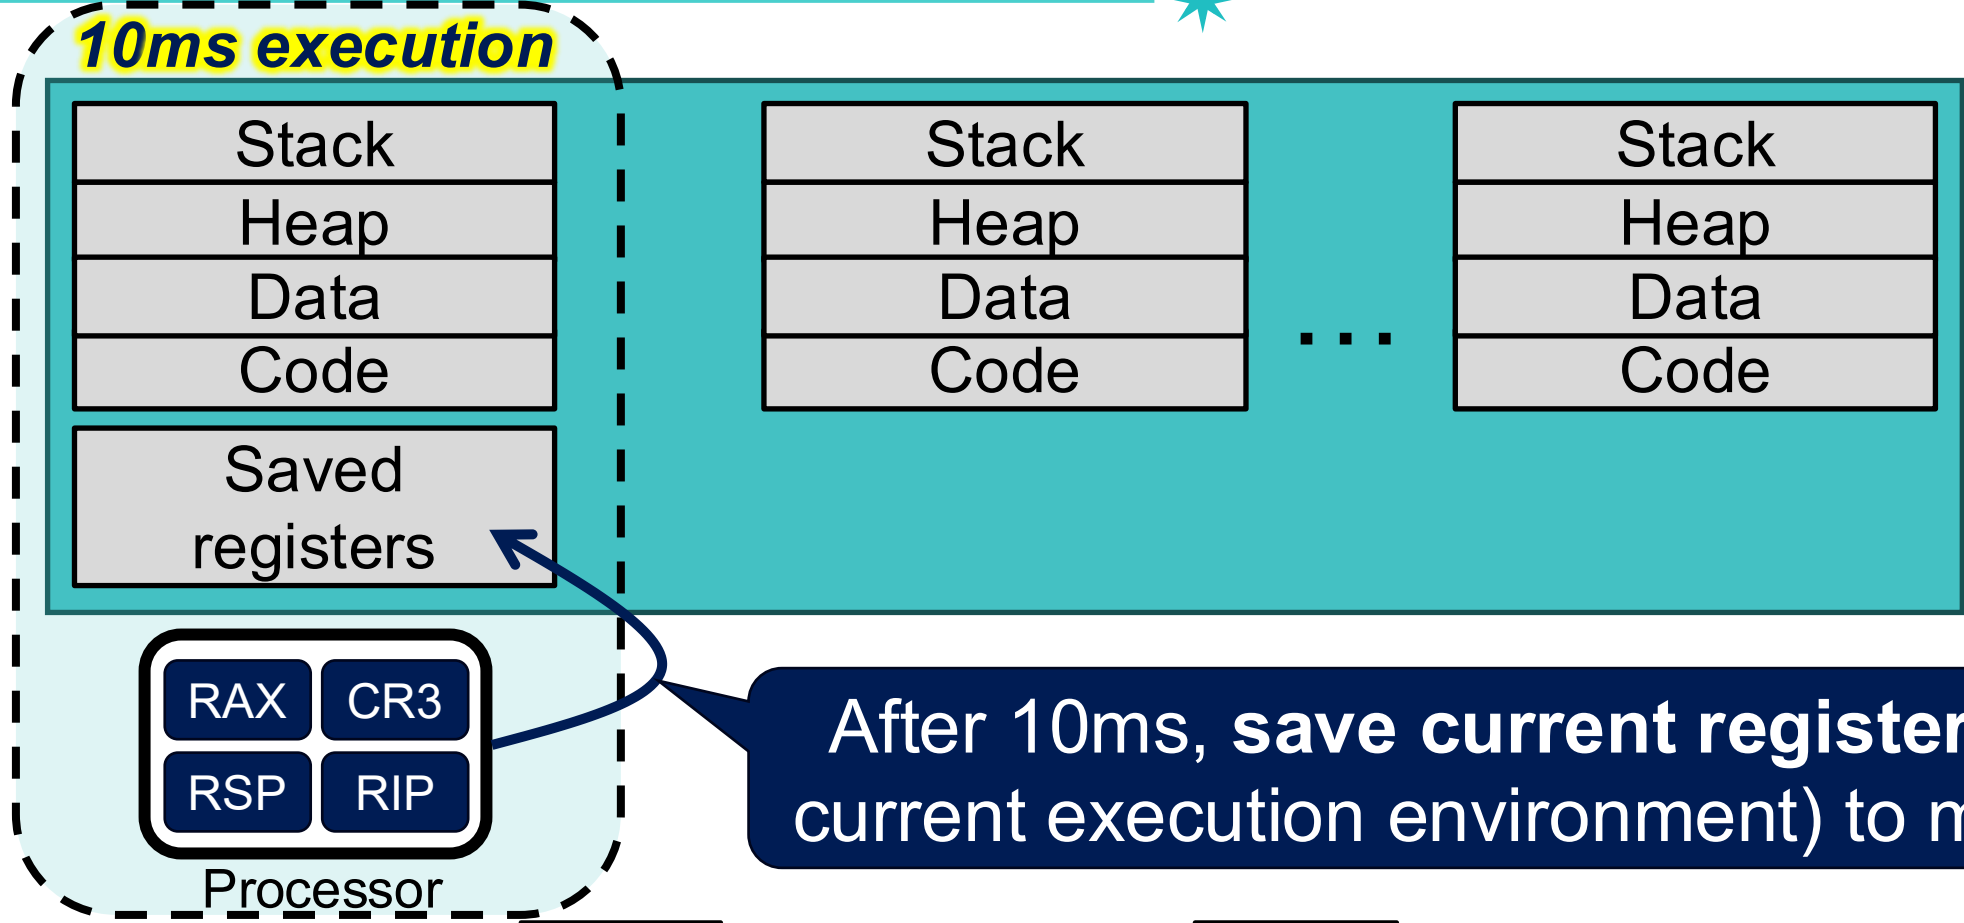 10ms execution
Stack
Heap
Data
Code
Saved
registers
Stack
Heap
Data
Code
...
Stack
Heap
Data
Code
RAX CR3
RSP RIP
Processor
After 10ms, save current register
current execution environment) to